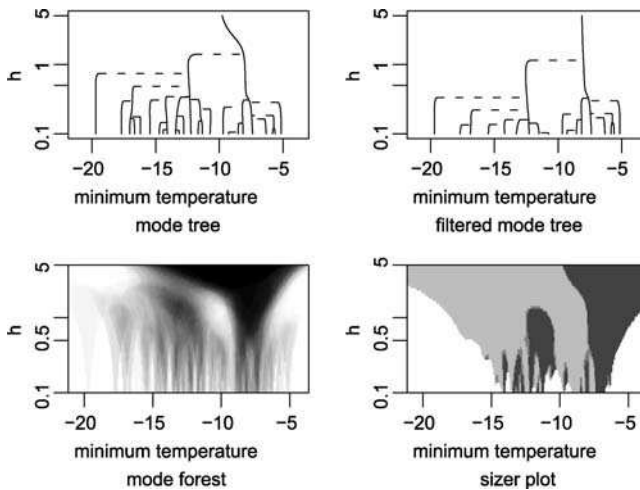 5
1
0.1
h
−20 −15 −10 −5
minimum temperature
mode tree
5
1
0.1
h
−20 −15 −10 −5
minimum temperature
filtered mode tree
5
0.5
0.1
h
−20 −15 −10 −5
minimum temperature
mode forest
5
0.5
0.1
h
−20 −15 −10 −5
minimum temperature
sizer plot